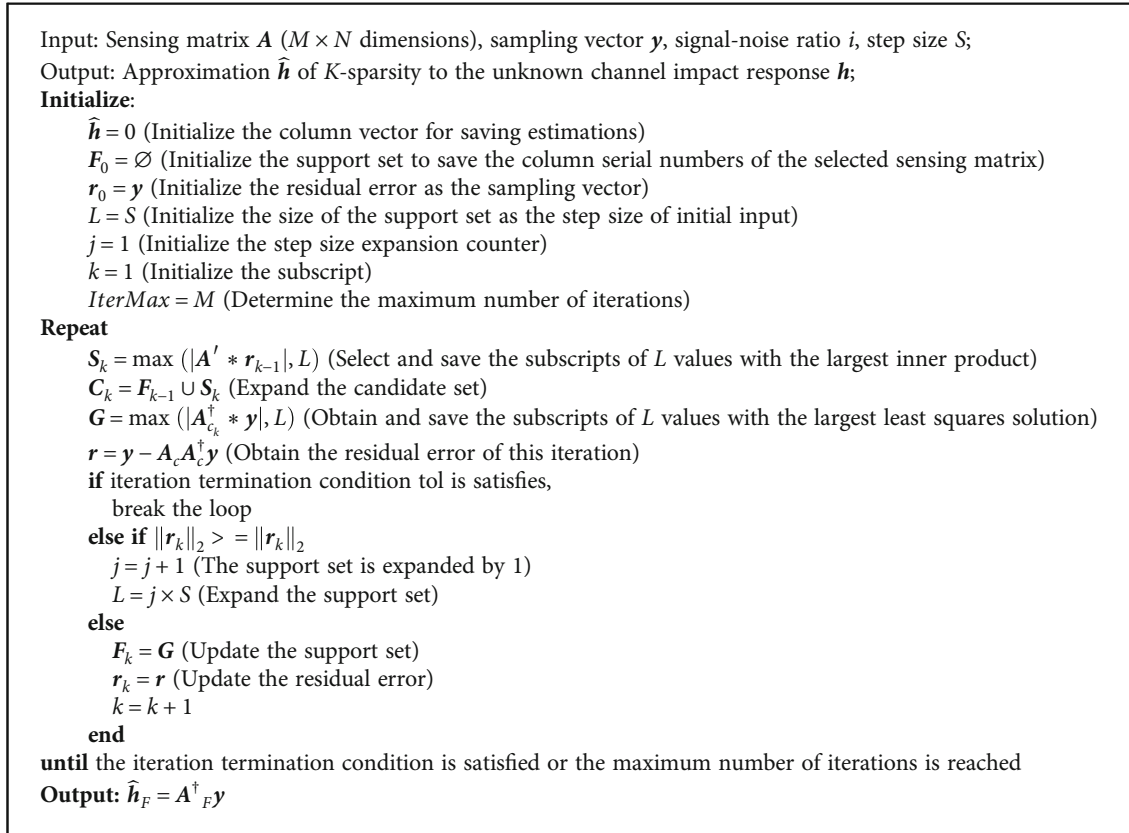 Input: Sensing matrix A (M × N dimensions), sampling vector y, signal-noise ratio i, step size S;
Output: Approximation ĥ of K-sparsity to the unknown channel impact response h;
Initialize:
ĥ = 0 (Initialize the column vector for saving estimations)
F₀ = ∅ (Initialize the support set to save the column serial numbers of the selected sensing matrix)
r₀ = y (Initialize the residual error as the sampling vector)
L = S (Initialize the size of the support set as the step size of initial input)
j = 1 (Initialize the step size expansion counter)
k = 1 (Initialize the subscript)
IterMax = M (Determine the maximum number of iterations)
Repeat
S_k = max (|A′ * r_{k−1}|, L) (Select and save the subscripts of L values with the largest inner product)
C_k = F_{k−1} ∪ S_k (Expand the candidate set)
G = max (|A†_{c_k} * y|, L) (Obtain and save the subscripts of L values with the largest least squares solution)
r = y − A_c A†_c y (Obtain the residual error of this iteration)
if iteration termination condition tol is satisfies,
break the loop
else if ‖r_k‖₂ > = ‖r_k‖₂
j = j + 1 (The support set is expanded by 1)
L = j × S (Expand the support set)
else
F_k = G (Update the support set)
r_k = r (Update the residual error)
k = k + 1
end
until the iteration termination condition is satisfied or the maximum number of iterations is reached
Output: ĥ_F = A†_F y